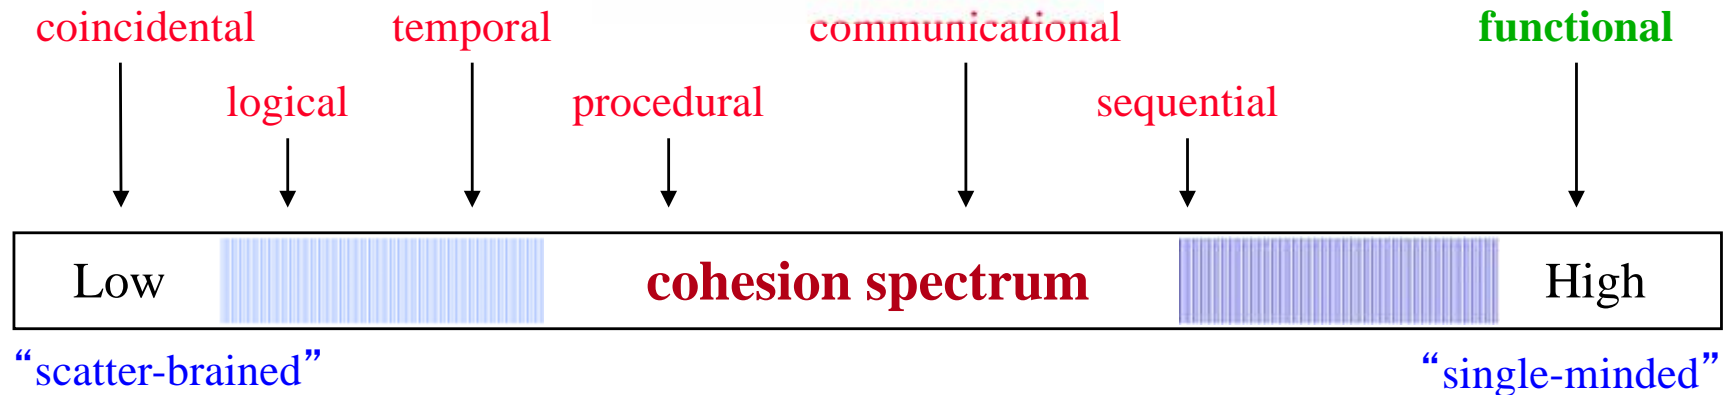 coincidental temporal communicational functional
logical procedural sequential
Low cohesion spectrum High
“scatter-brained” “single-minded”